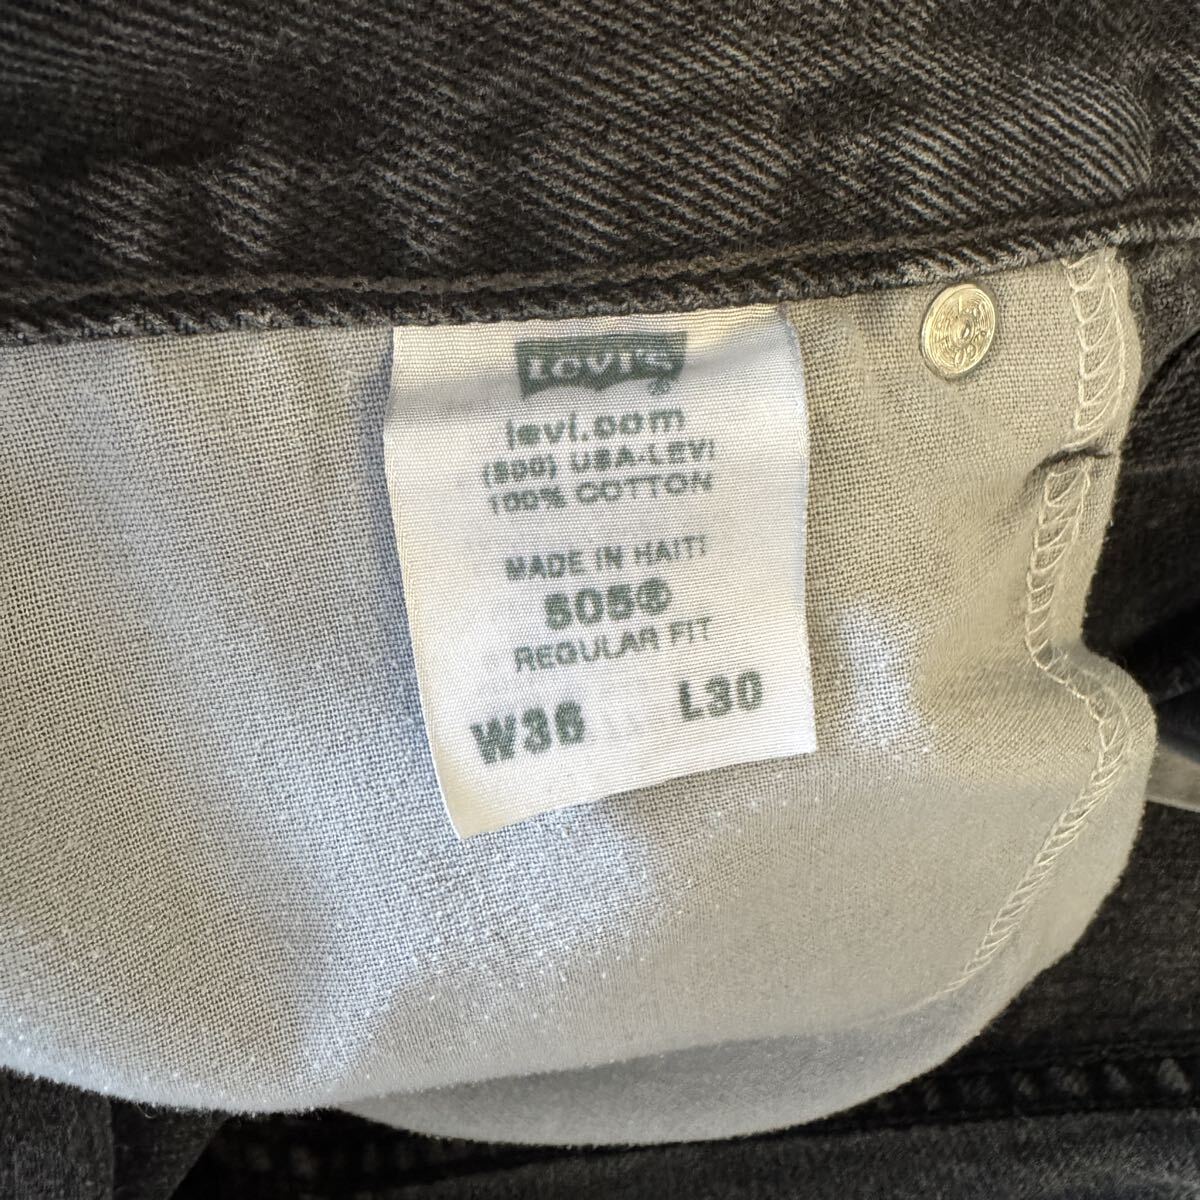 Levi's®
levi.com
(800) USA-LEVI
100% COTTON
MADE IN HAITI
505®
REGULAR FIT
W36 L30